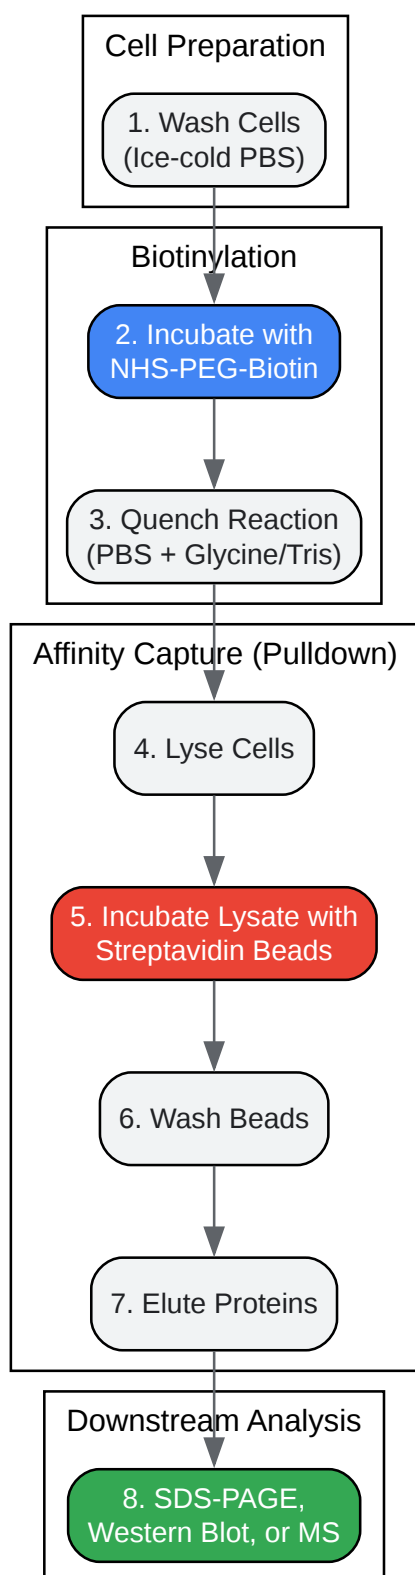 Cell Preparation
1. Wash Cells
(Ice-cold PBS)
Biotinylation
2. Incubate with
NHS-PEG-Biotin
3. Quench Reaction
(PBS + Glycine/Tris)
Affinity Capture (Pulldown)
4. Lyse Cells
5. Incubate Lysate with
Streptavidin Beads
6. Wash Beads
7. Elute Proteins
Downstream Analysis
8. SDS-PAGE,
Western Blot, or MS